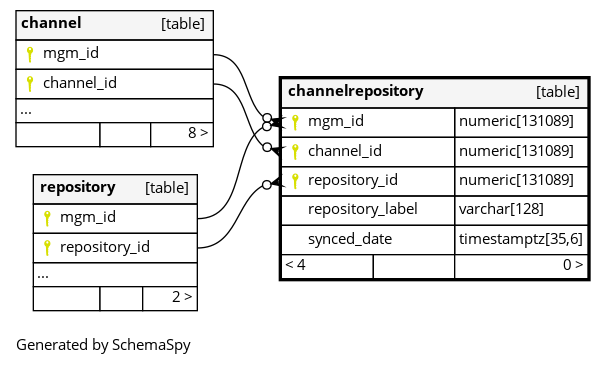 channel [table]
mgm_id
channel_id
...
8 >
repository [table]
mgm_id
repository_id
...
2 >
channelrepository [table]
mgm_id numeric[131089]
channel_id numeric[131089]
repository_id numeric[131089]
repository_label varchar[128]
synced_date timestamptz[35,6]
< 4 0 >
Generated by SchemaSpy